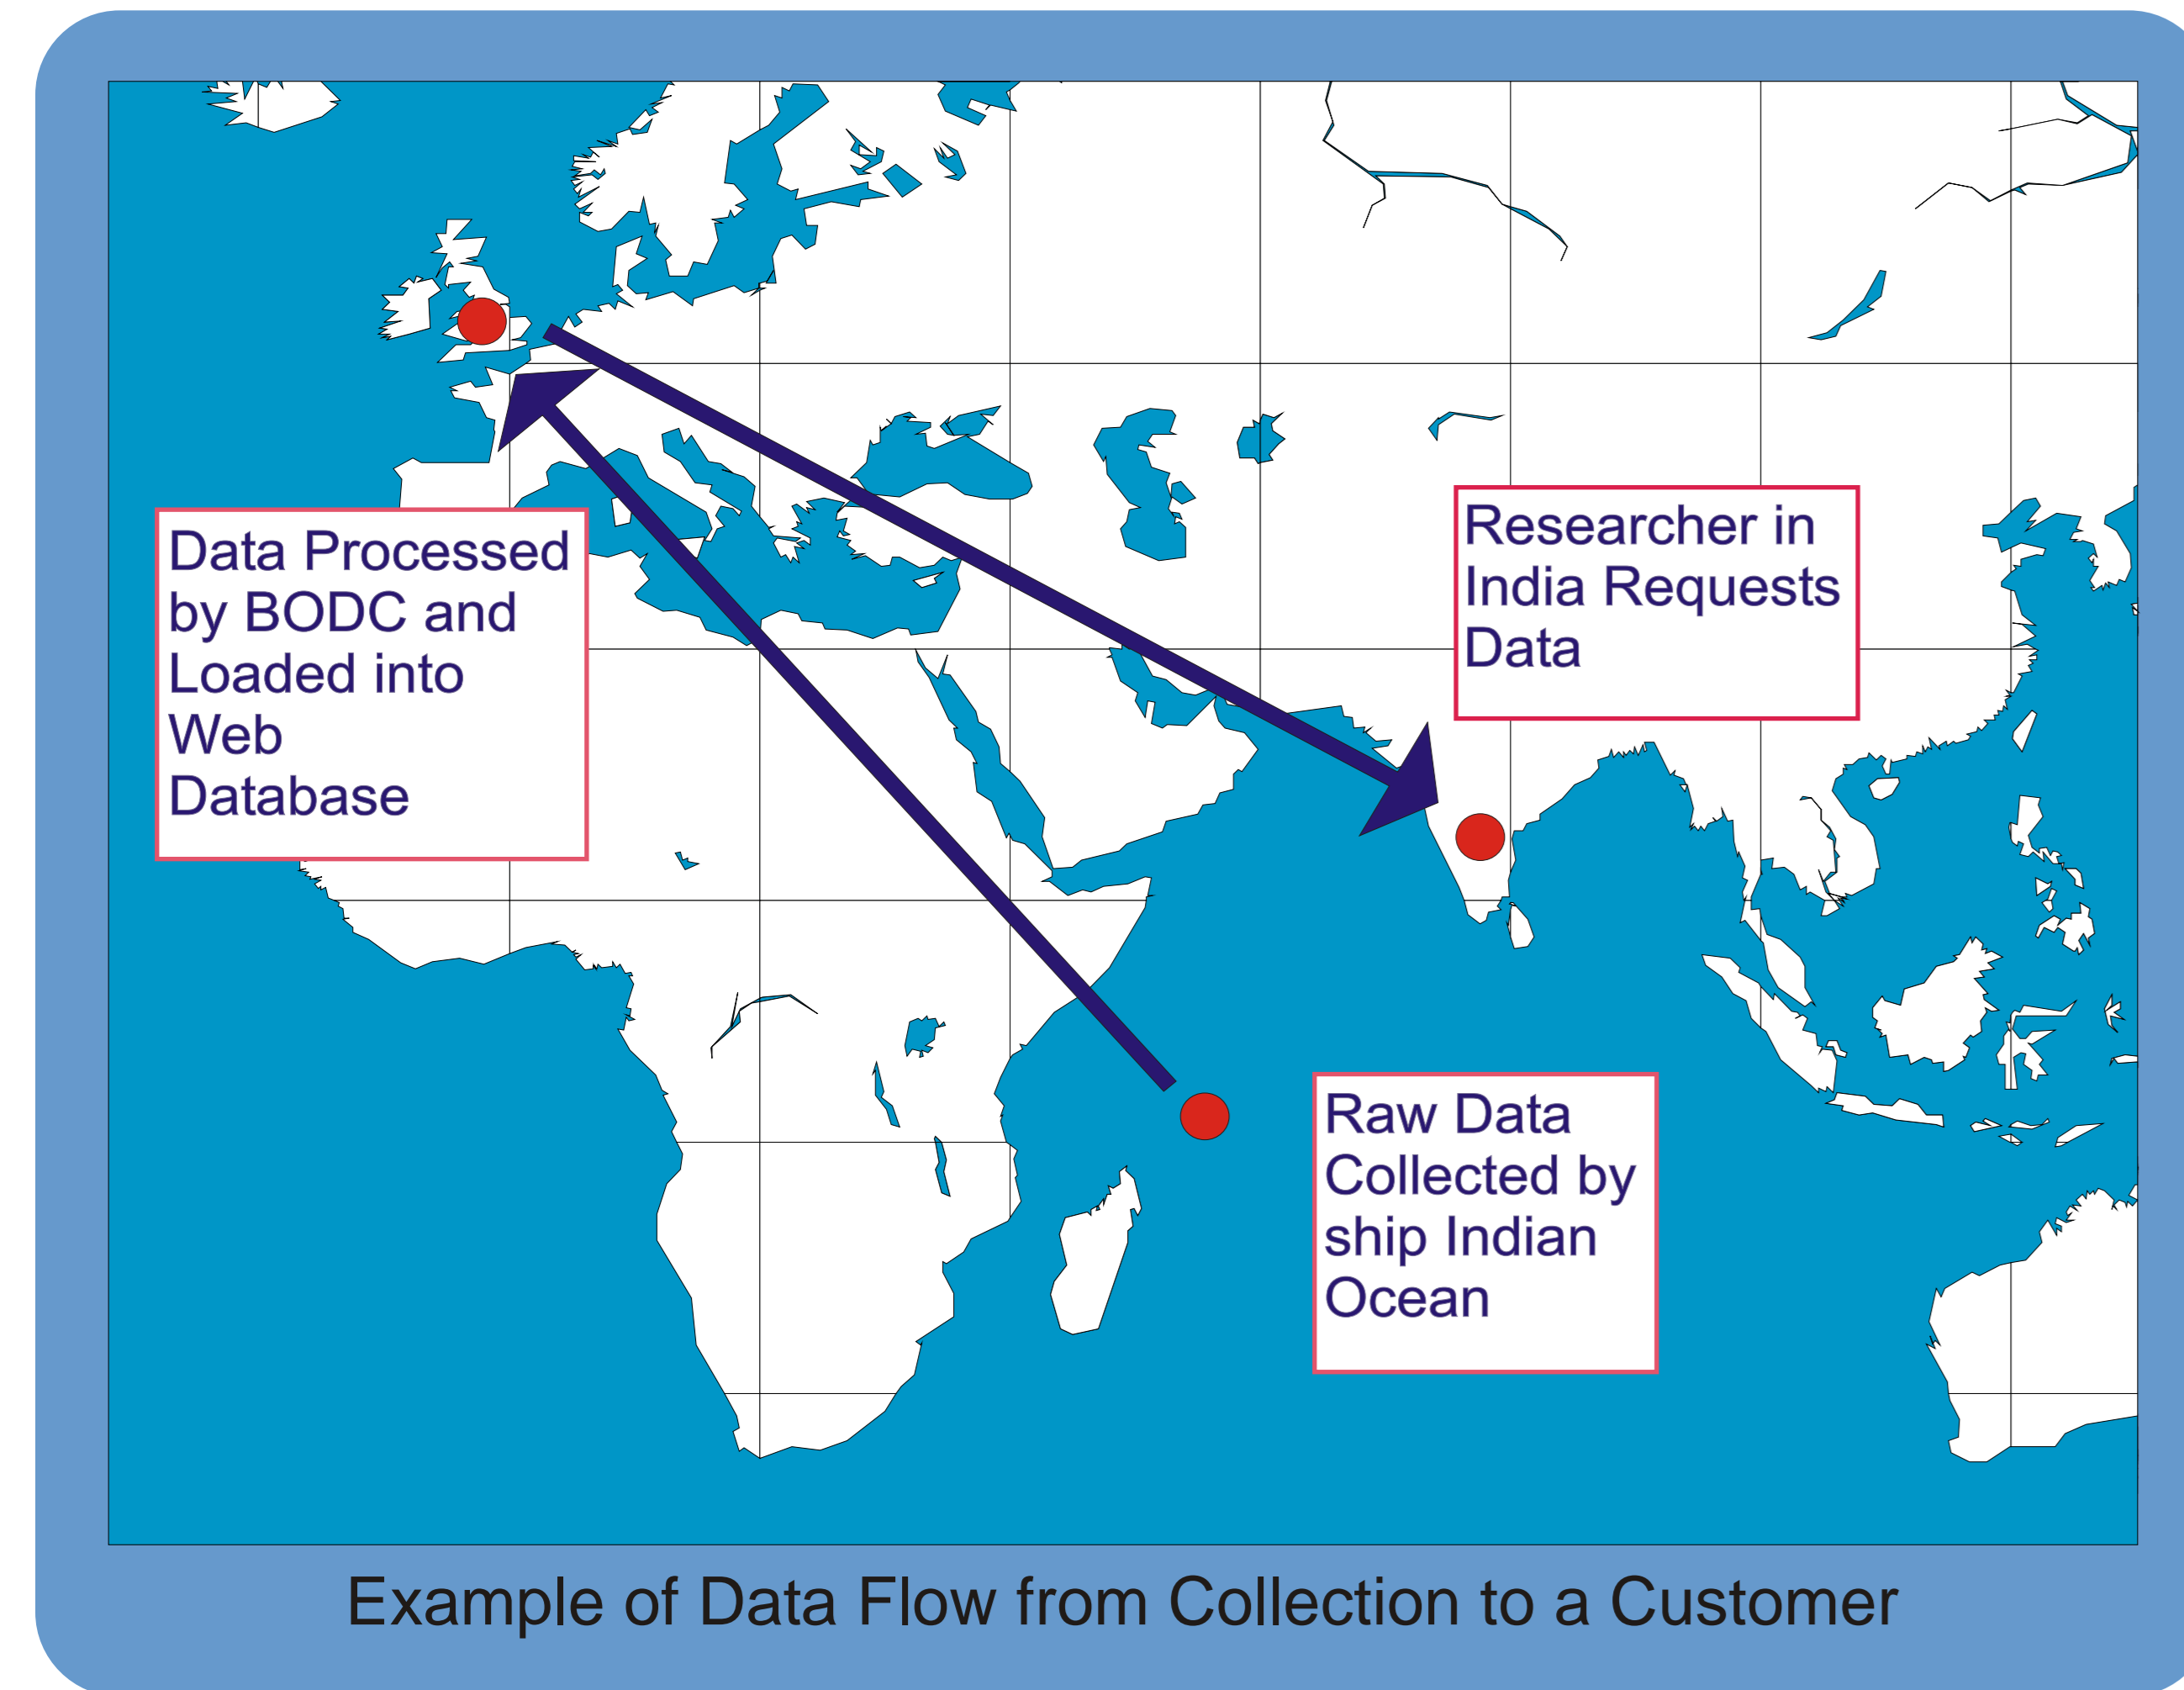 Researcher in
India Requests
Data
Data Processed
by BODC and
Loaded into
Web
Database
Raw Data
Collected by
ship Indian
Ocean
Example of Data Flow from Collection to a Customer